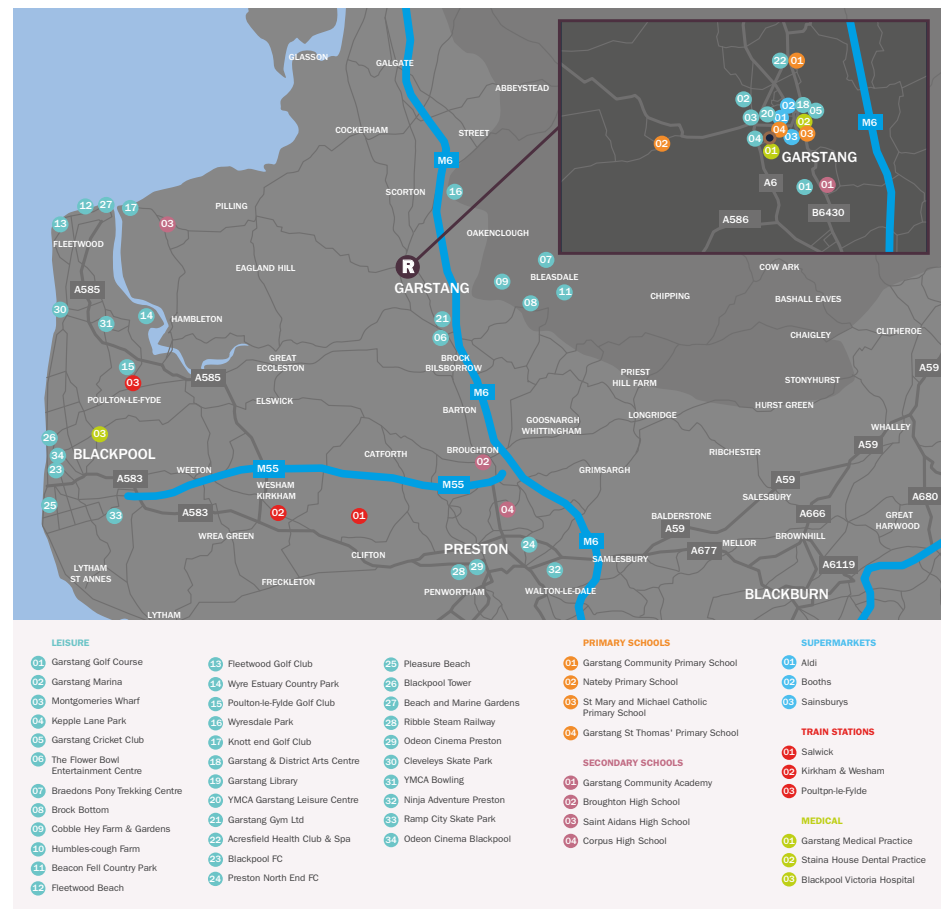 GLASSON
GALGATE
ABBEYSTEAD
COCKERHAM
STREET
M6
SCORTON
16
22 01
02
02 18 05
03 20 01
02
04 03 03
04
02
01
GARSTANG
M6
A6
01 01
B6430
A586
12 27 17
13
03
PILLING
FLEETWOOD
OAKENCLOUGH
EAGLAND HILL
R
GARSTANG
07
BLEASDALE
09
11
08
COW ARK
CHIPPING
BASHALL EAVES
A585
30
31
14
HAMBLETON
21
06
CHAIGLEY
CLITHEROE
GREAT
ECCLESTON
BROCK
BILSBORROW
15
03
A585
A59
PRIEST
HILL FARM
STONYHURST
POULTON-LE-FYDE
ELSWICK
M6
BARTON
HURST GREEN
GOOSNARGH
WHITTINGHAM
LONGRIDGE
WHALLEY
26
03
34
BLACKPOOL
23
CATFORTH
BROUGHTON
02
RIBCHESTER
A59
A583
WEETON
M55
WESHAM
KIRKHAM
M55
GRIMSARGH
A59
SALESBURY
A680
25
33
A583
02
01
04
BALDERSTONE
A59
A666
GREAT
HARWOOD
WREA GREEN
CLIFTON
PRESTON
24
M6
SAMLESBURY
A677
MELLOR
BROWNHILL
LYTHAM
ST ANNES
FRECKLETON
28 29
32
A6119
PENWORTHAM
WALTON-LE-DALE
BLACKBURN
LYTHAM
LEISURE
01 Garstang Golf Course
02 Garstang Marina
03 Montgomeries Wharf
04 Kepple Lane Park
05 Garstang Cricket Club
06 The Flower Bowl
Entertainment Centre
07 Braedons Pony Trekking Centre
08 Brock Bottom
09 Cobble Hey Farm & Gardens
10 Humbles-cough Farm
11 Beacon Fell Country Park
12 Fleetwood Beach
13 Fleetwood Golf Club
14 Wyre Estuary Country Park
15 Poulton-le-Fylde Golf Club
16 Wyresdale Park
17 Knott end Golf Club
18 Garstang & District Arts Centre
19 Garstang Library
20 YMCA Garstang Leisure Centre
21 Garstang Gym Ltd
22 Acresfield Health Club & Spa
23 Blackpool FC
24 Preston North End FC
25 Pleasure Beach
26 Blackpool Tower
27 Beach and Marine Gardens
28 Ribble Steam Railway
29 Odeon Cinema Preston
30 Cleveleys Skate Park
31 YMCA Bowling
32 Ninja Adventure Preston
33 Ramp City Skate Park
34 Odeon Cinema Blackpool
PRIMARY SCHOOLS
01 Garstang Community Primary School
02 Nateby Primary School
03 St Mary and Michael Catholic
Primary School
04 Garstang St Thomas' Primary School
SECONDARY SCHOOLS
01 Garstang Community Academy
02 Broughton High School
03 Saint Aidans High School
04 Corpus High School
SUPERMARKETS
01 Aldi
02 Booths
03 Sainsburys
TRAIN STATIONS
01 Salwick
02 Kirkham & Wesham
03 Poultpn-le-Fylde
MEDICAL
01 Garstang Medical Practice
02 Staina House Dental Practice
03 Blackpool Victoria Hospital